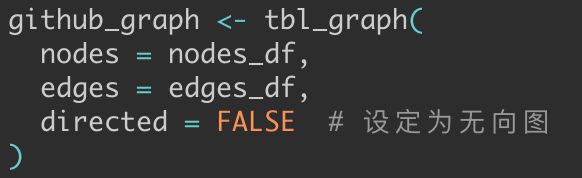 github_graph <- tbl_graph(
  nodes = nodes_df,
  edges = edges_df,
  directed = FALSE  # 设定为无向图
)